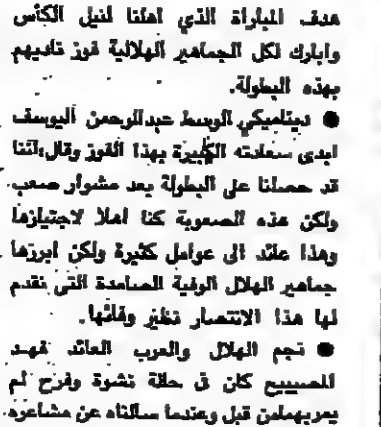 هدف المباراة الذي اهلنا لنيل الكأس
وابارك لكل الجماهير الهلالية فوز ناديهم
بهذه البطولة.
● ديناميكي الوسط عبدالرحمن اليوسف
ابدى سعادته الكبيرة بهذا الفوز وقال: اننا
قد حصلنا على البطولة بعد مشوار صعب
ولكن هذه الصعوبة كنا اهلا لاجتيازها
وهذا عائد الى عوامل كثيرة ولكن ابرزها
جماهير الهلال الوفية الصامدة التي نقدم
لها هذا الانتصار نظير وفائها.
● نجم الهلال والعرب العائد فهد
المصيبيح كان في حالة نشوة وفرح لم
يمر بهما من قبل وعندما سألناه عن مشاعره